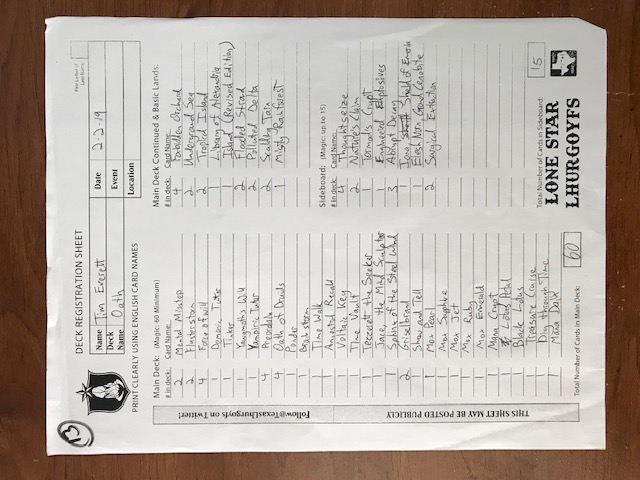 13
DECK REGISTRATION SHEET
First Letter of
Last Name
Name Tim Everett Date 2-2-19
Deck Name Oath Event
Location
PRINT CLEARLY USING ENGLISH CARD NAMES
Follow@TexasLhurgoyfs on Twitter!
THIS SHEET MAY BE POSTED PUBLICLY
Main Deck: (Magic: 60 Minimum)
# in deck: Card Name:
2 Mental Misstep
2 Flusterstorm
4 Force of Will
1 Demonic Tutor
1 Tinker
1 Yawgmoth's Will
1 Vampiric Tutor
4 Preordain
4 Oath of Druids
1 Ponder
1 Brainstorm
1 Time Walk
1 Ancestral Recall
1 Voltaic Key
1 Time Vault
1 Tezzeret the Seeker
1 Jace, the Mind Sculptor
1 Sphinx of the Steel Wind
2 Griselbrand
1 Show and Tell
1 Mox Pearl
1 Mox Sapphire
1 Mox Jet
1 Mox Ruby
1 Mox Emerald
1 Mana Crypt
1 Lotus Petal
1 Black Lotus
1 Treasure Cruise
1 Dig through Time
1 Mana Drain
Total Number of Cards in Main Deck: 60
Main Deck Continued & Basic Lands:
# in deck: Card Name:
4 Forbidden Orchard
2 Underground Sea
2 Tropical Island
1 Library of Alexandria
1 Island (Revised Edition)
2 Flooded Strand
2 Polluted Delta
2 Scalding Tarn
1 Misty Rainforest
Sideboard: (Magic: up to 15)
# in deck: Card Name:
4 Thoughtseize
2 Nature's Claim
1 Tormod's Crypt
1 Engineered Explosives
3 Abrupt Decay
1 Iona, Shield of Emeria
1 Elesh Norn, Grand Cenobite
2 Surgical Extraction
Total Number of Cards in Sideboard: 15
LONE STAR
LHURGOYFS